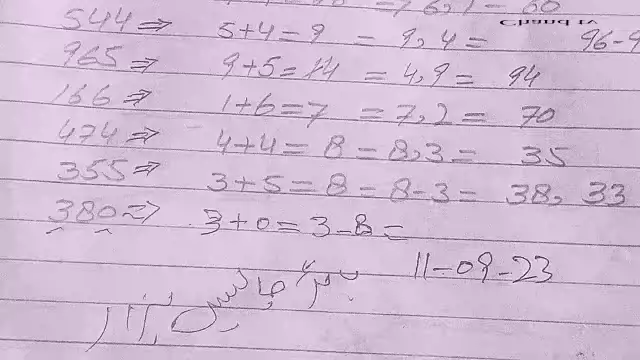 544 ⇒ 5+4=9 = 9,4= 96-9
965 ⇒ 9+5=14 = 4,9= 94
166 ⇒ 1+6=7 =7,2= 70
474 ⇒ 4+4= 8 = 8,3= 35
355 ⇒ 3+5=8= 8-3= 38, 33
380 ⇒ 3+0=3-8=
11-09-23